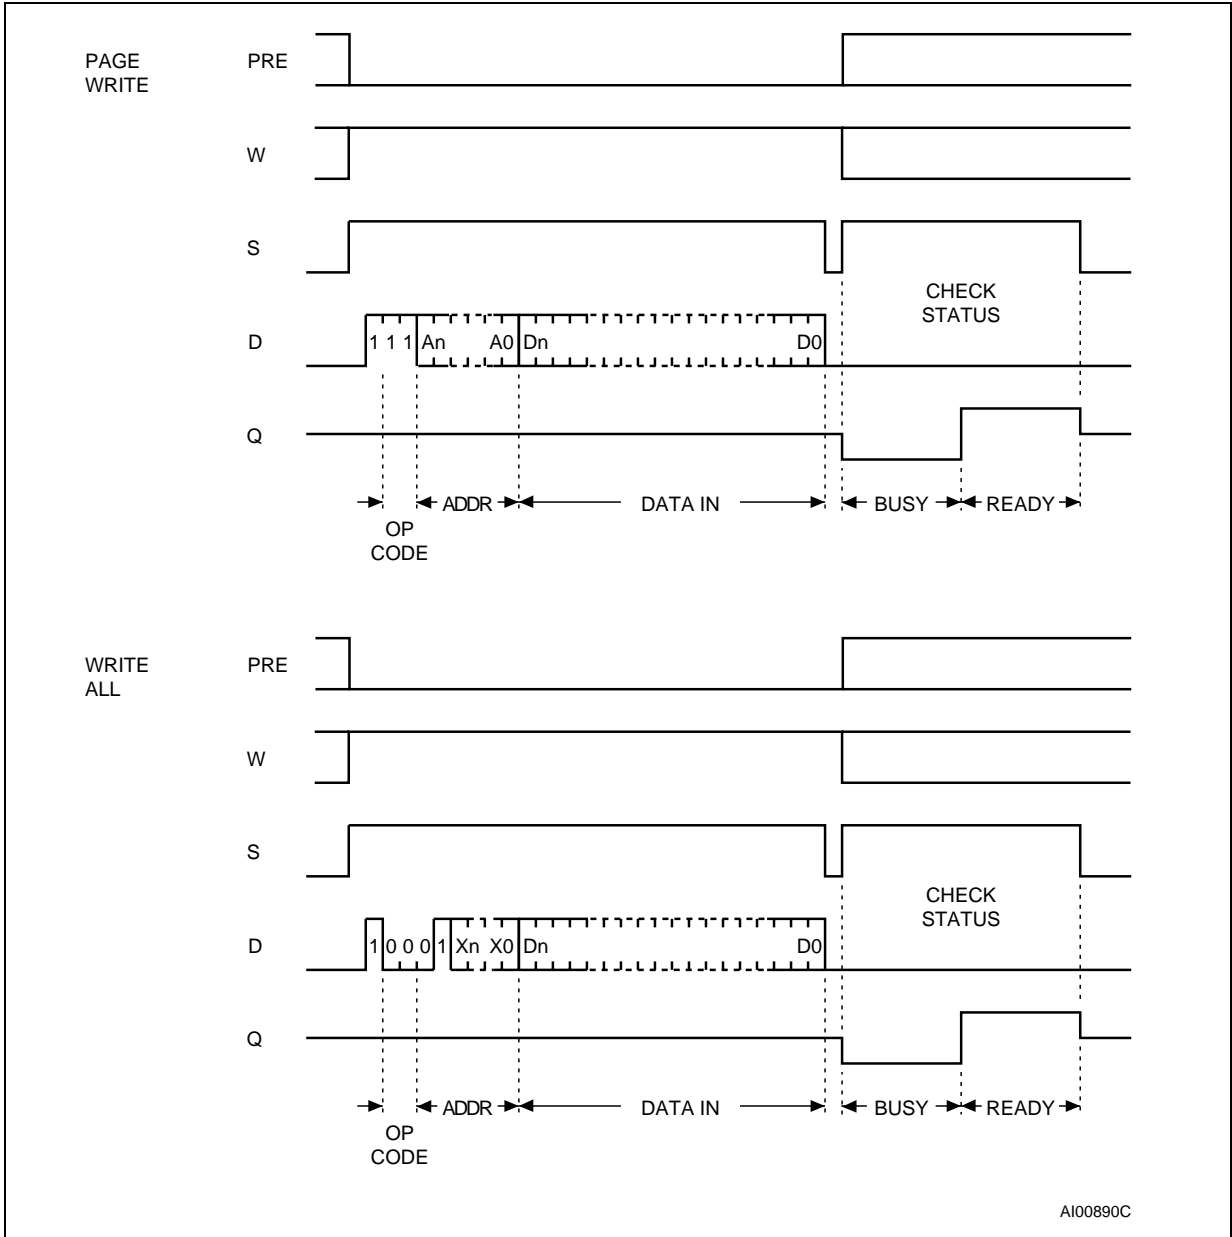 PAGE
WRITE
PRE
W
S
CHECK
STATUS
D
1 1 1 An A0 Dn D0
Q
ADDR DATA IN BUSY READY
OP
CODE
WRITE
ALL
PRE
W
S
CHECK
STATUS
D
1 0 0 0 1 Xn X0 Dn D0
Q
ADDR DATA IN BUSY READY
OP
CODE
AI00890C